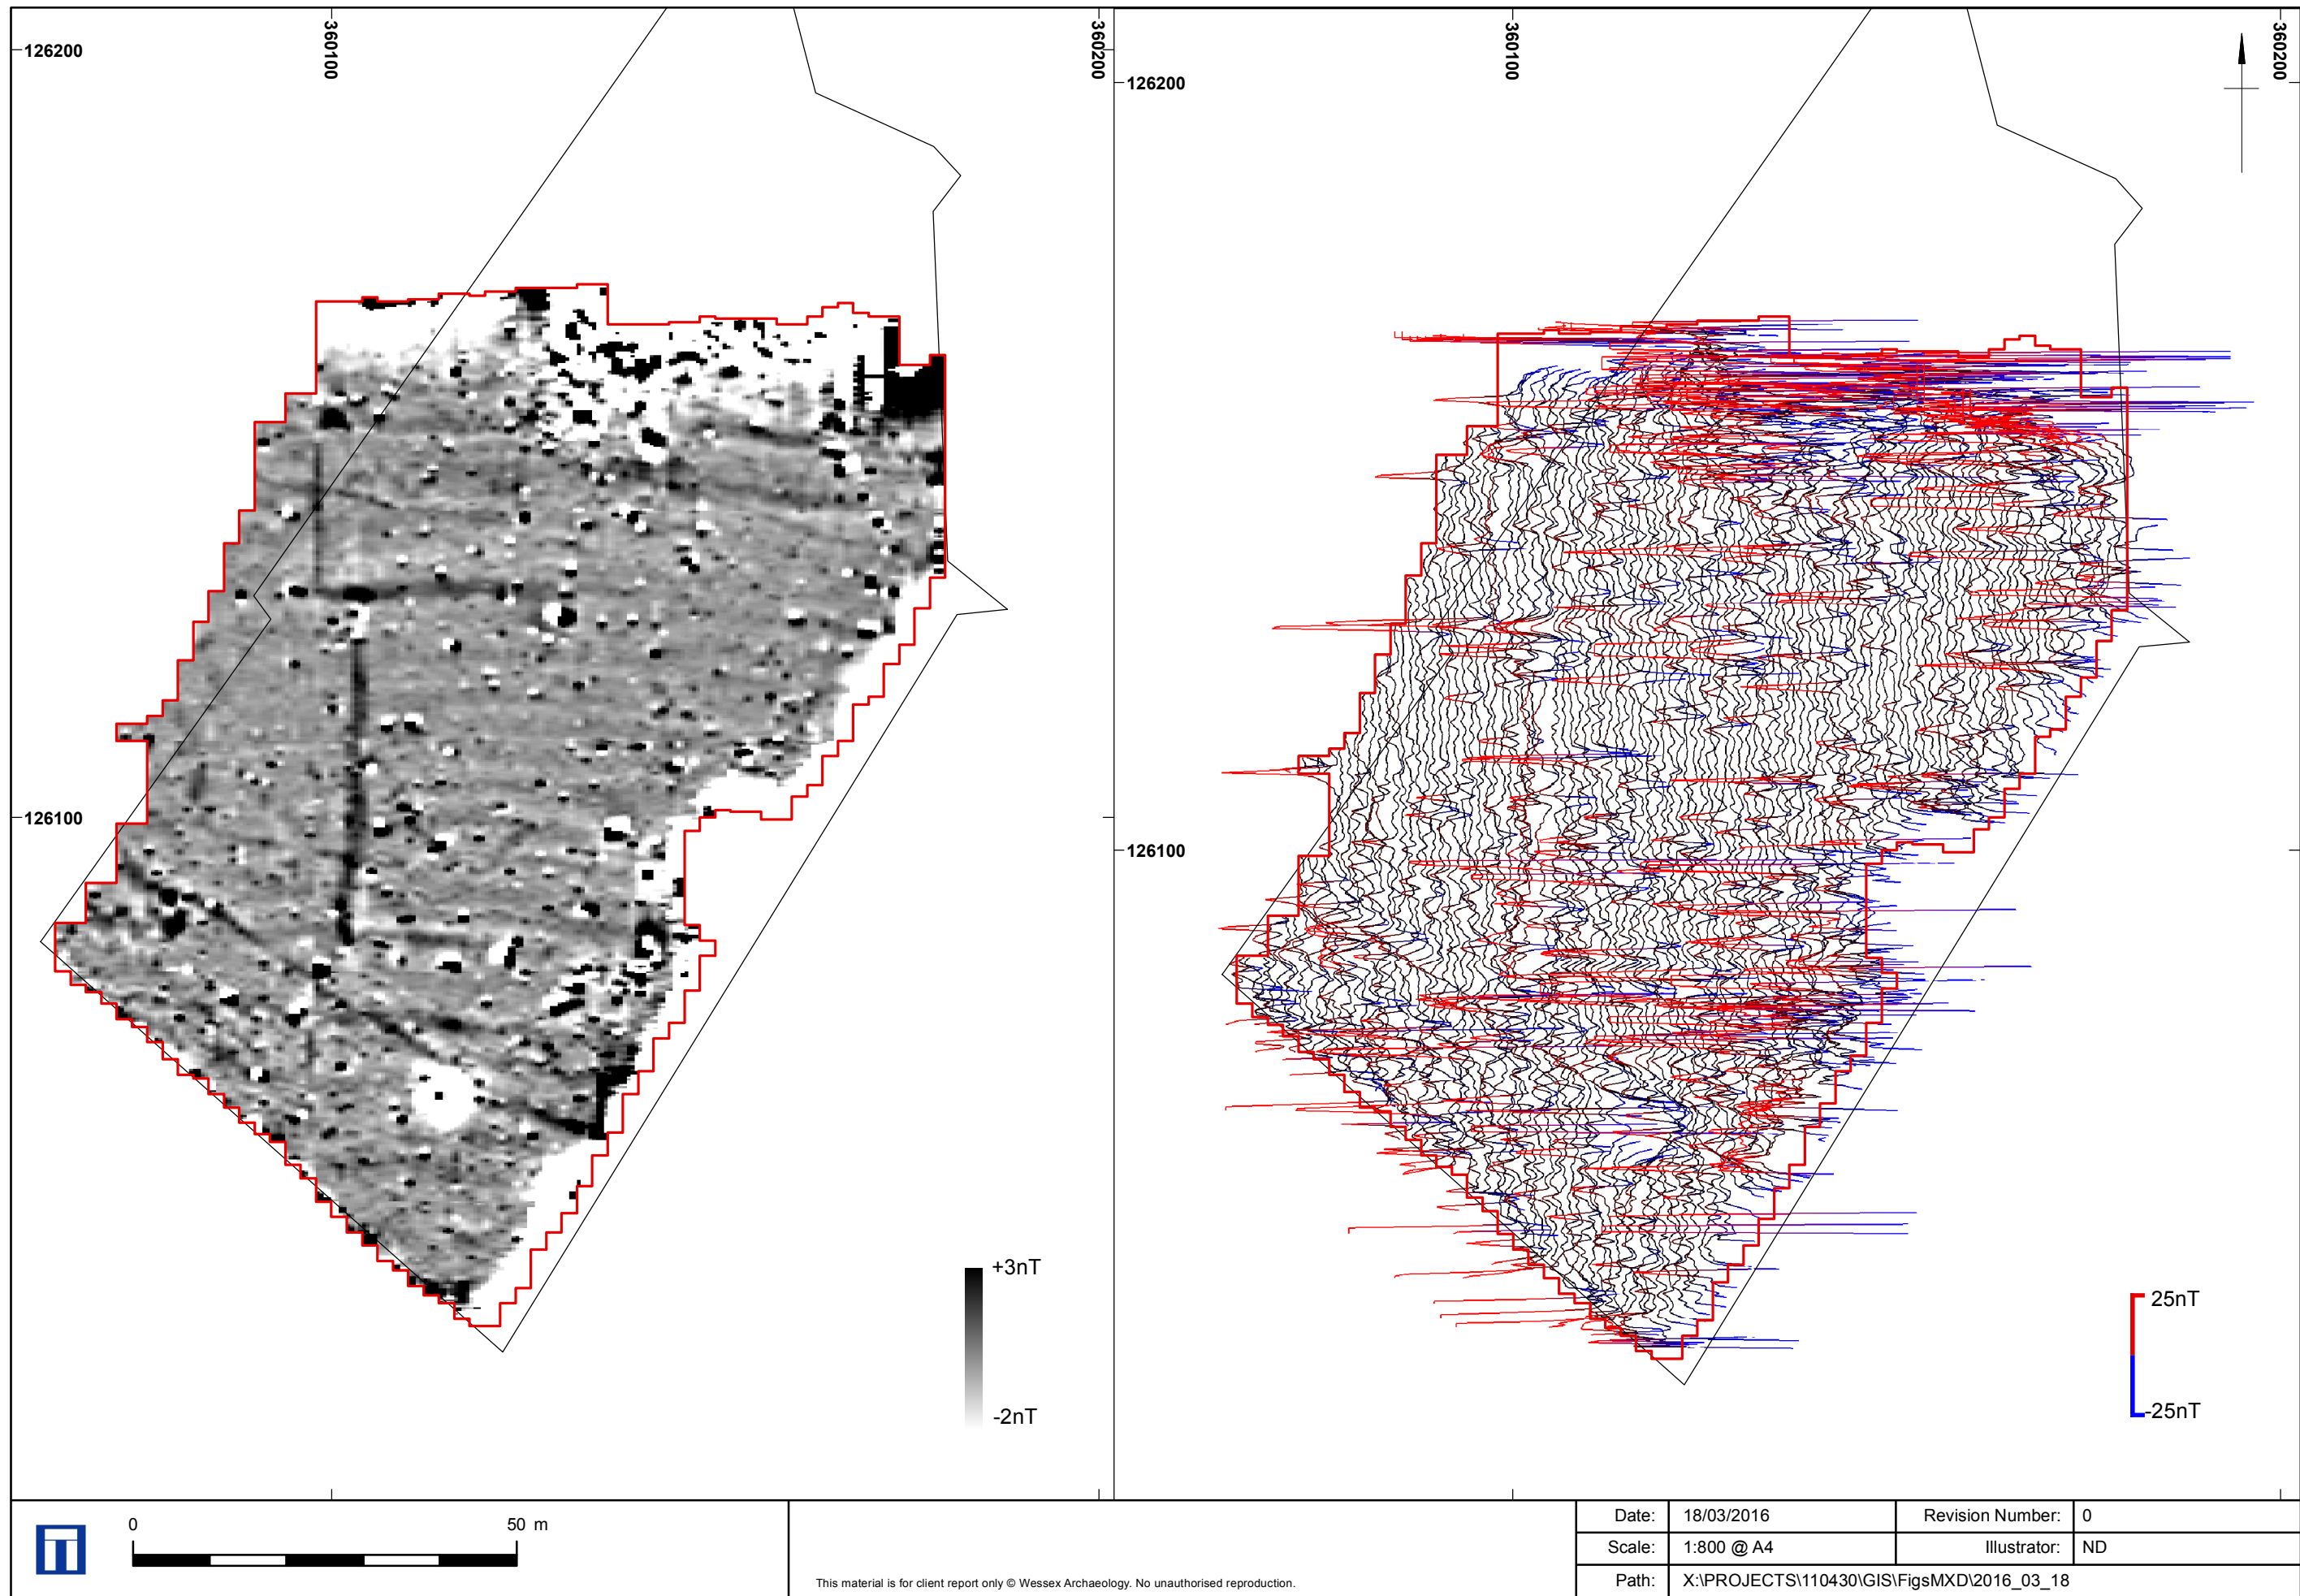 360100
360200
126200
126100
+3nT
-2nT
360100
360200
126200
126100
25nT
-25nT
0 50 m
This material is for client report only © Wessex Archaeology. No unauthorised reproduction.
Date: 18/03/2016 Revision Number: 0
Scale: 1:800 @ A4 Illustrator: ND
Path: X:\PROJECTS\110430\GIS\FigsMXD\2016_03_18